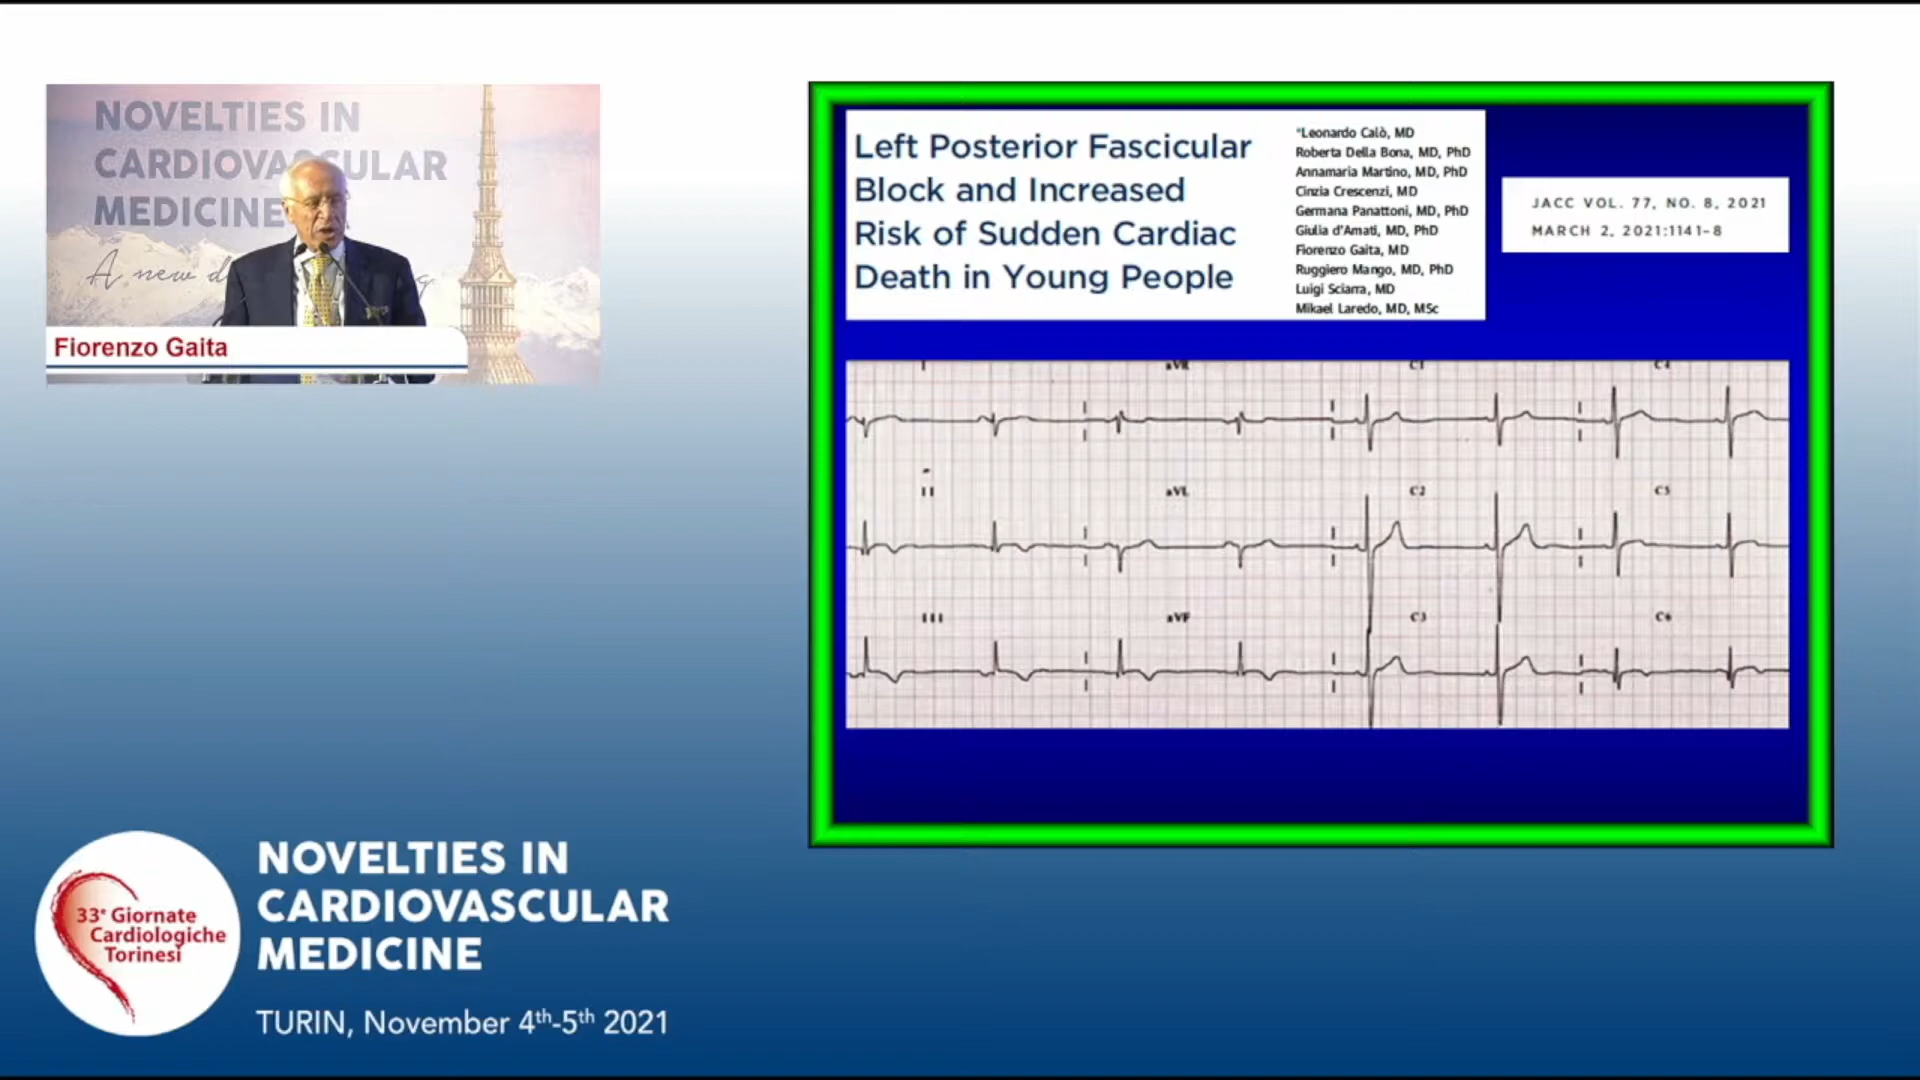 NOVELTIES IN
CARDIOVASCULAR
MEDICINE
A new d
Fiorenzo Gaita
Left Posterior Fascicular
Block and Increased
Risk of Sudden Cardiac
Death in Young People
*Leonardo Calò, MD
Roberta Della Bona, MD, PhD
Annamaria Martino, MD, PhD
Cinzia Crescenzi, MD
Germana Panattoni, MD, PhD
Giulia d'Amati, MD, PhD
Fiorenzo Gaita, MD
Ruggiero Mango, MD, PhD
Luigi Sciarra, MD
Mikael Laredo, MD, MSc
JACC VOL. 77, NO. 8, 2021
MARCH 2, 2021:1141–8
I aVR C1 C4
II aVL C2 C5
III aVF C3 C6
33e Giornate
Cardiologiche
Torinesi
NOVELTIES IN
CARDIOVASCULAR
MEDICINE
TURIN, November 4th-5th 2021